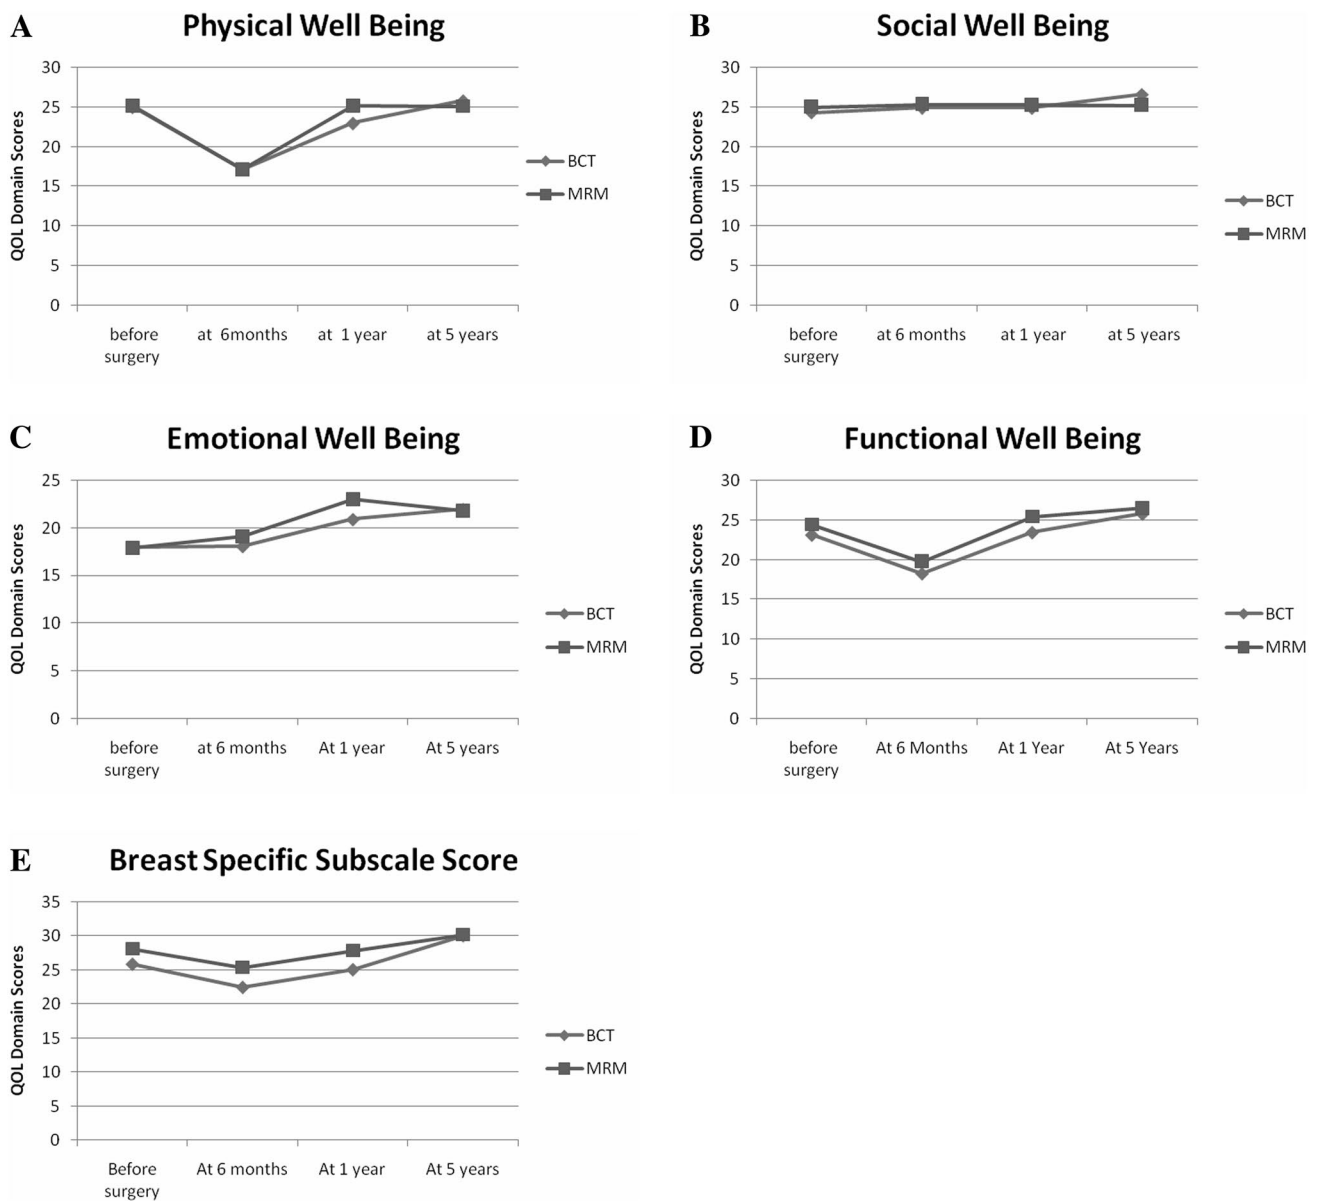 A
Physical Well Being
QOL Domain Scores
30
25
20
15
10
5
0
before
surgery
at 6months
at 1 year
at 5 years
BCT
MRM
B
Social Well Being
QOL Domain Scores
30
25
20
15
10
5
0
before
surgery
at 6 months
at 1 year
at 5 years
BCT
MRM
C
Emotional Well Being
QOL Domain Scores
25
20
15
10
5
0
before
surgery
at 6 months
At 1 year
At 5 years
BCT
MRM
D
Functional Well Being
QOL Domain Scores
30
25
20
15
10
5
0
before
surgery
At 6 Months
At 1 Year
At 5 Years
BCT
MRM
E
Breast Specific Subscale Score
QOL Domain Scores
35
30
25
20
15
10
5
0
Before
surgery
At 6 months
At 1 year
At 5 years
BCT
MRM